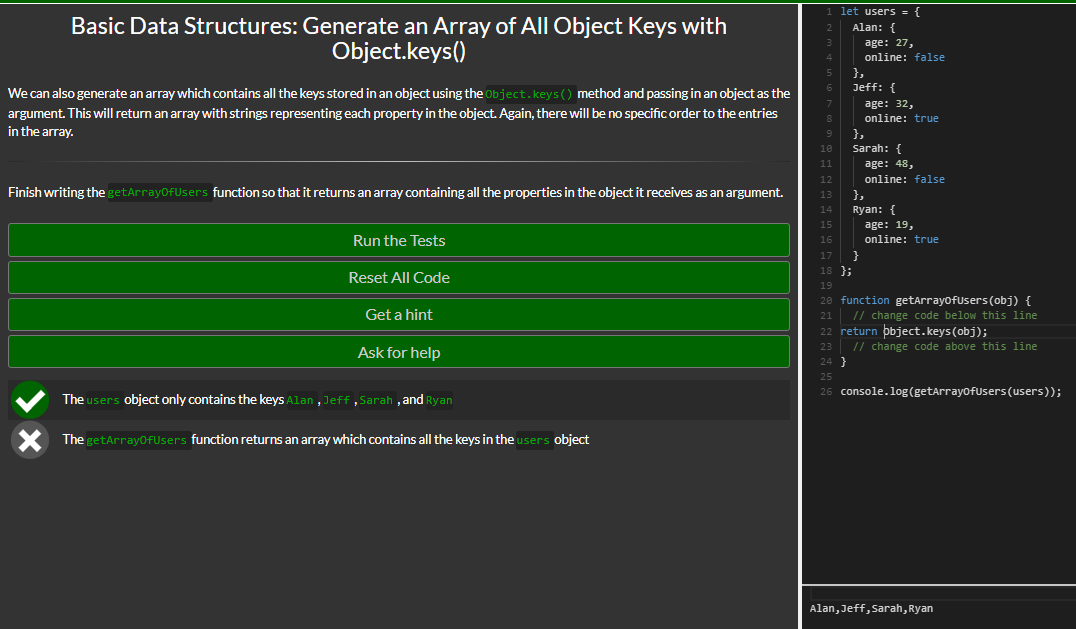 Basic Data Structures: Generate an Array of All Object Keys with
Object.keys()
We can also generate an array which contains all the keys stored in an object using the Object.keys() method and passing in an object as the
argument. This will return an array with strings representing each property in the object. Again, there will be no specific order to the entries
in the array.
Finish writing the getArrayOfUsers function so that it returns an array containing all the properties in the object it receives as an argument.
Run the Tests
Reset All Code
Get a hint
Ask for help
The users object only contains the keys Alan , Jeff , Sarah , and Ryan
The getArrayOfUsers function returns an array which contains all the keys in the users object
1 let users = {
2 Alan: {
3 age: 27,
4 online: false
5 },
6 Jeff: {
7 age: 32,
8 online: true
9 },
10 Sarah: {
11 age: 48,
12 online: false
13 },
14 Ryan: {
15 age: 19,
16 online: true
17 }
18 };
19
20 function getArrayOfUsers(obj) {
21 // change code below this line
22 return Object.keys(obj);
23 // change code above this line
24 }
25
26 console.log(getArrayOfUsers(users));
Alan,Jeff,Sarah,Ryan